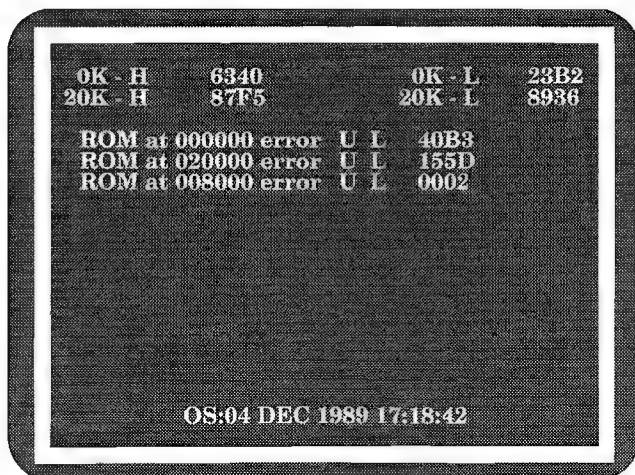 0K - H 6340 0K - L 23B2
20K - H 87F5 20K - L 8936
ROM at 000000 error U L 40B3
ROM at 020000 error U L 155D
ROM at 008000 error U L 0002
OS:04 DEC 1989 17:18:42